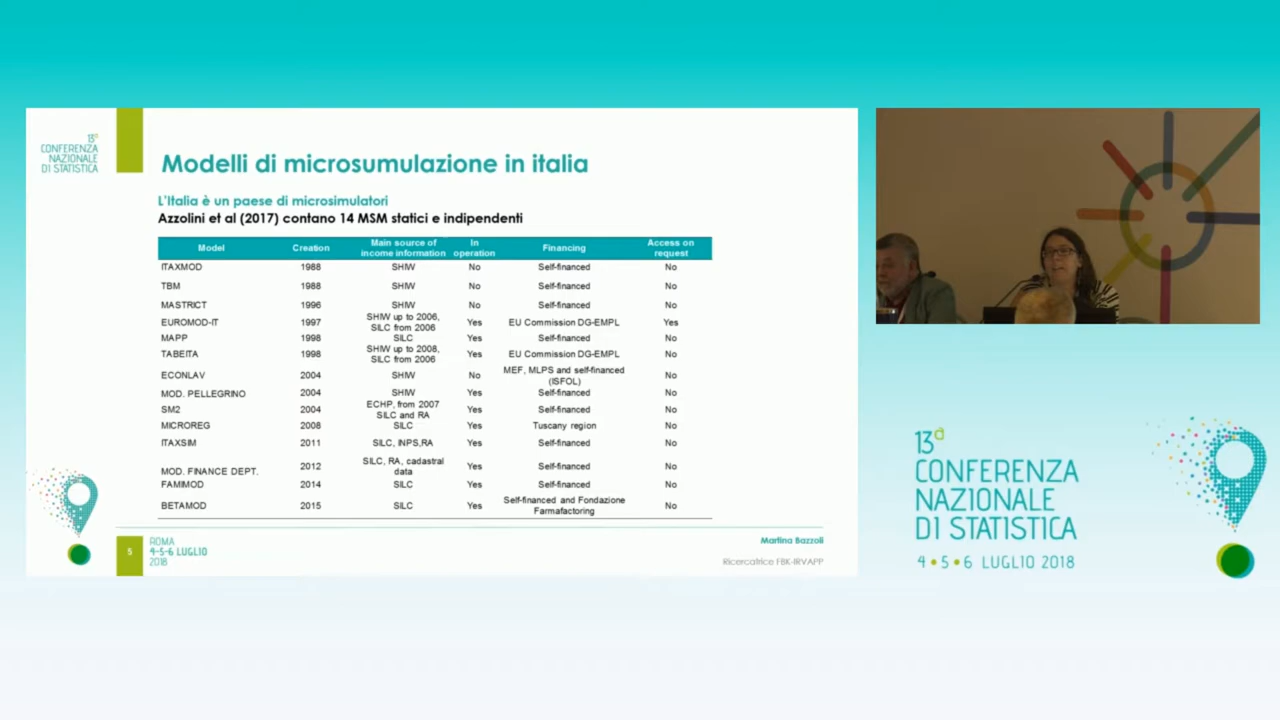 13ª
CONFERENZA
NAZIONALE
DI STATISTICA
Modelli di microsumulazione in italia
L'Italia è un paese di microsimulatori
Azzolini et al (2017) contano 14 MSM statici e indipendenti
Model Creation Main source of income information In operation Financing Access on request
ITAXMOD 1988 SHIW No Self-financed No
TBM 1988 SHIW No Self-financed No
MASTRICT 1996 SHIW No Self-financed No
EUROMOD-IT 1997 SHIW up to 2006, SILC from 2006 Yes EU Commission DG-EMPL Yes
MAPP 1998 SILC Yes Self-financed No
TABEITA 1998 SHIW up to 2008, SILC from 2006 Yes EU Commission DG-EMPL No
ECONLAV 2004 SHIW No MEF, MLPS and self-financed (ISFOL) No
MOD. PELLEGRINO 2004 SHIW Yes Self-financed No
SM2 2004 ECHP, from 2007 SILC and RA Yes Self-financed No
MICROREG 2008 SILC Yes Tuscany region No
ITAXSIM 2011 SILC, INPS,RA Yes Self-financed No
MOD. FINANCE DEPT. 2012 SILC, RA, cadastral data Yes Self-financed No
FAMIMOD 2014 SILC Yes Self-financed No
BETAMOD 2015 SILC Yes Self-financed and Fondazione Farmafactoring No
5
ROMA
4-5-6 LUGLIO
2018
Martina Bazzoli
Ricercatrice FBK-IRVAPP
13ª
CONFERENZA
NAZIONALE
DI STATISTICA
4•5•6 LUGLIO 2018